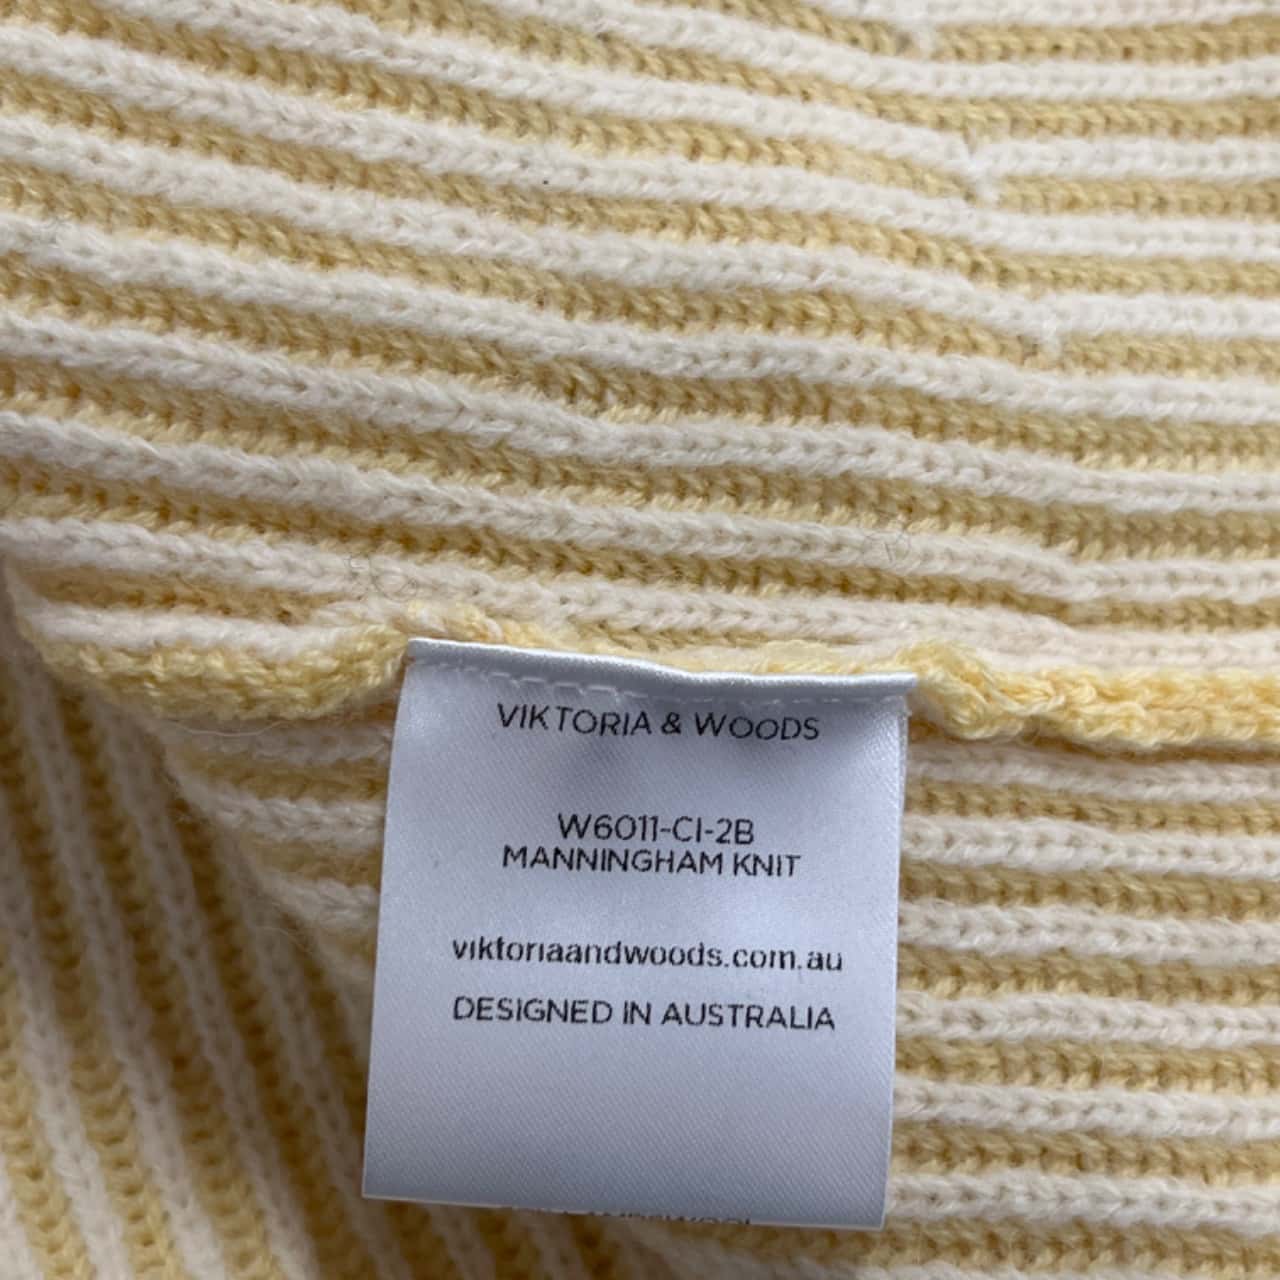 VIKTORIA & WOODS
W6011-CI-2B
MANNINGHAM KNIT
viktoriaandwoods.com.au
DESIGNED IN AUSTRALIA